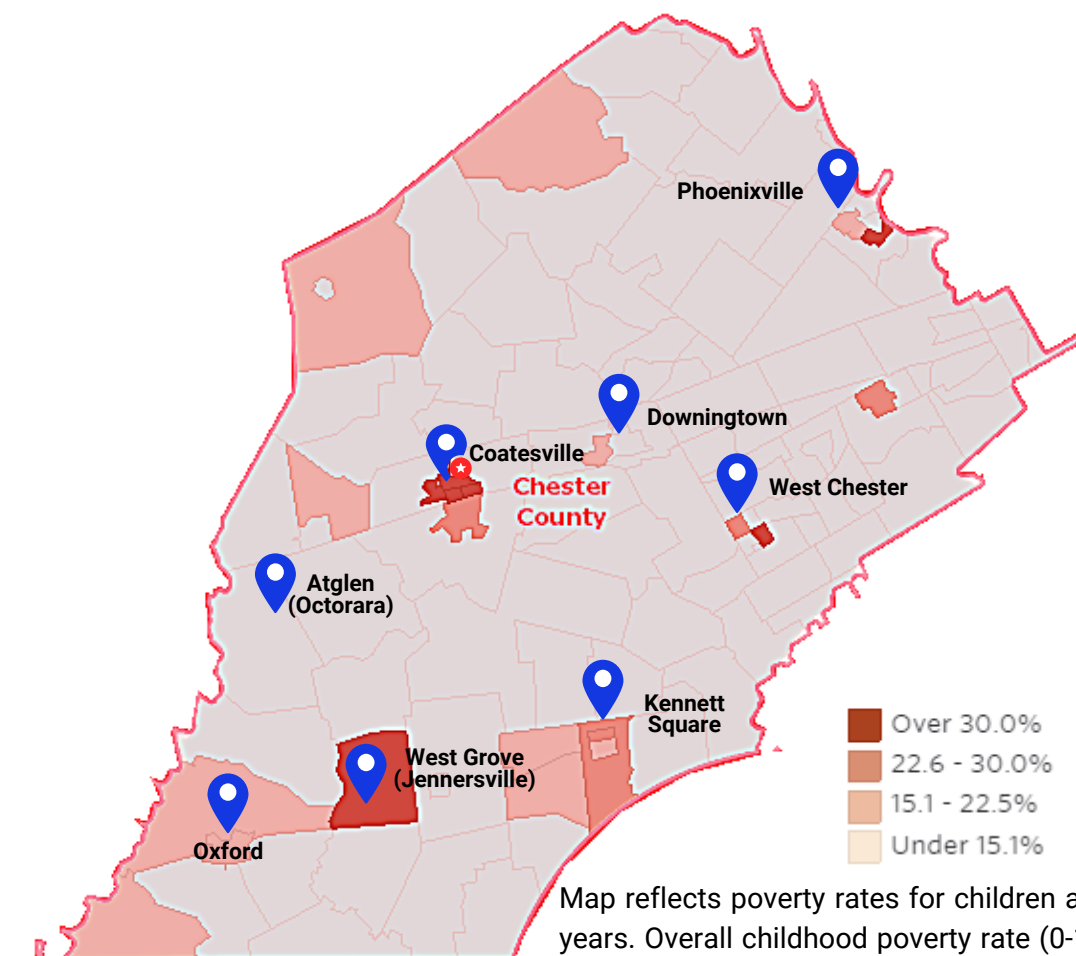 Phoenixville
Downingtown
Coatesville
Chester
County
West Chester
Atglen
(Octorara)
Kennett
Square
West Grove
(Jennersville)
Oxford
Over 30.0%
22.6 - 30.0%
15.1 - 22.5%
Under 15.1%
Map reflects poverty rates for children
years. Overall childhood poverty rate